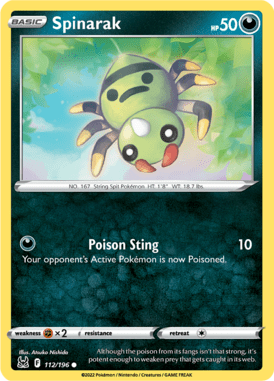 BASIC Spinarak HP50
NO. 167 String Spit Pokémon HT: 1'8" WT: 18.7 lbs.
Poison Sting 10
Your opponent's Active Pokémon is now Poisoned.
weakness ×2 resistance retreat
Illus. Atsuko Nishida
F 112/196 ●
Although the poison from its fangs isn't that strong, it's
potent enough to weaken prey that gets caught in its web.
©2022 Pokémon / Nintendo / Creatures / GAME FREAK